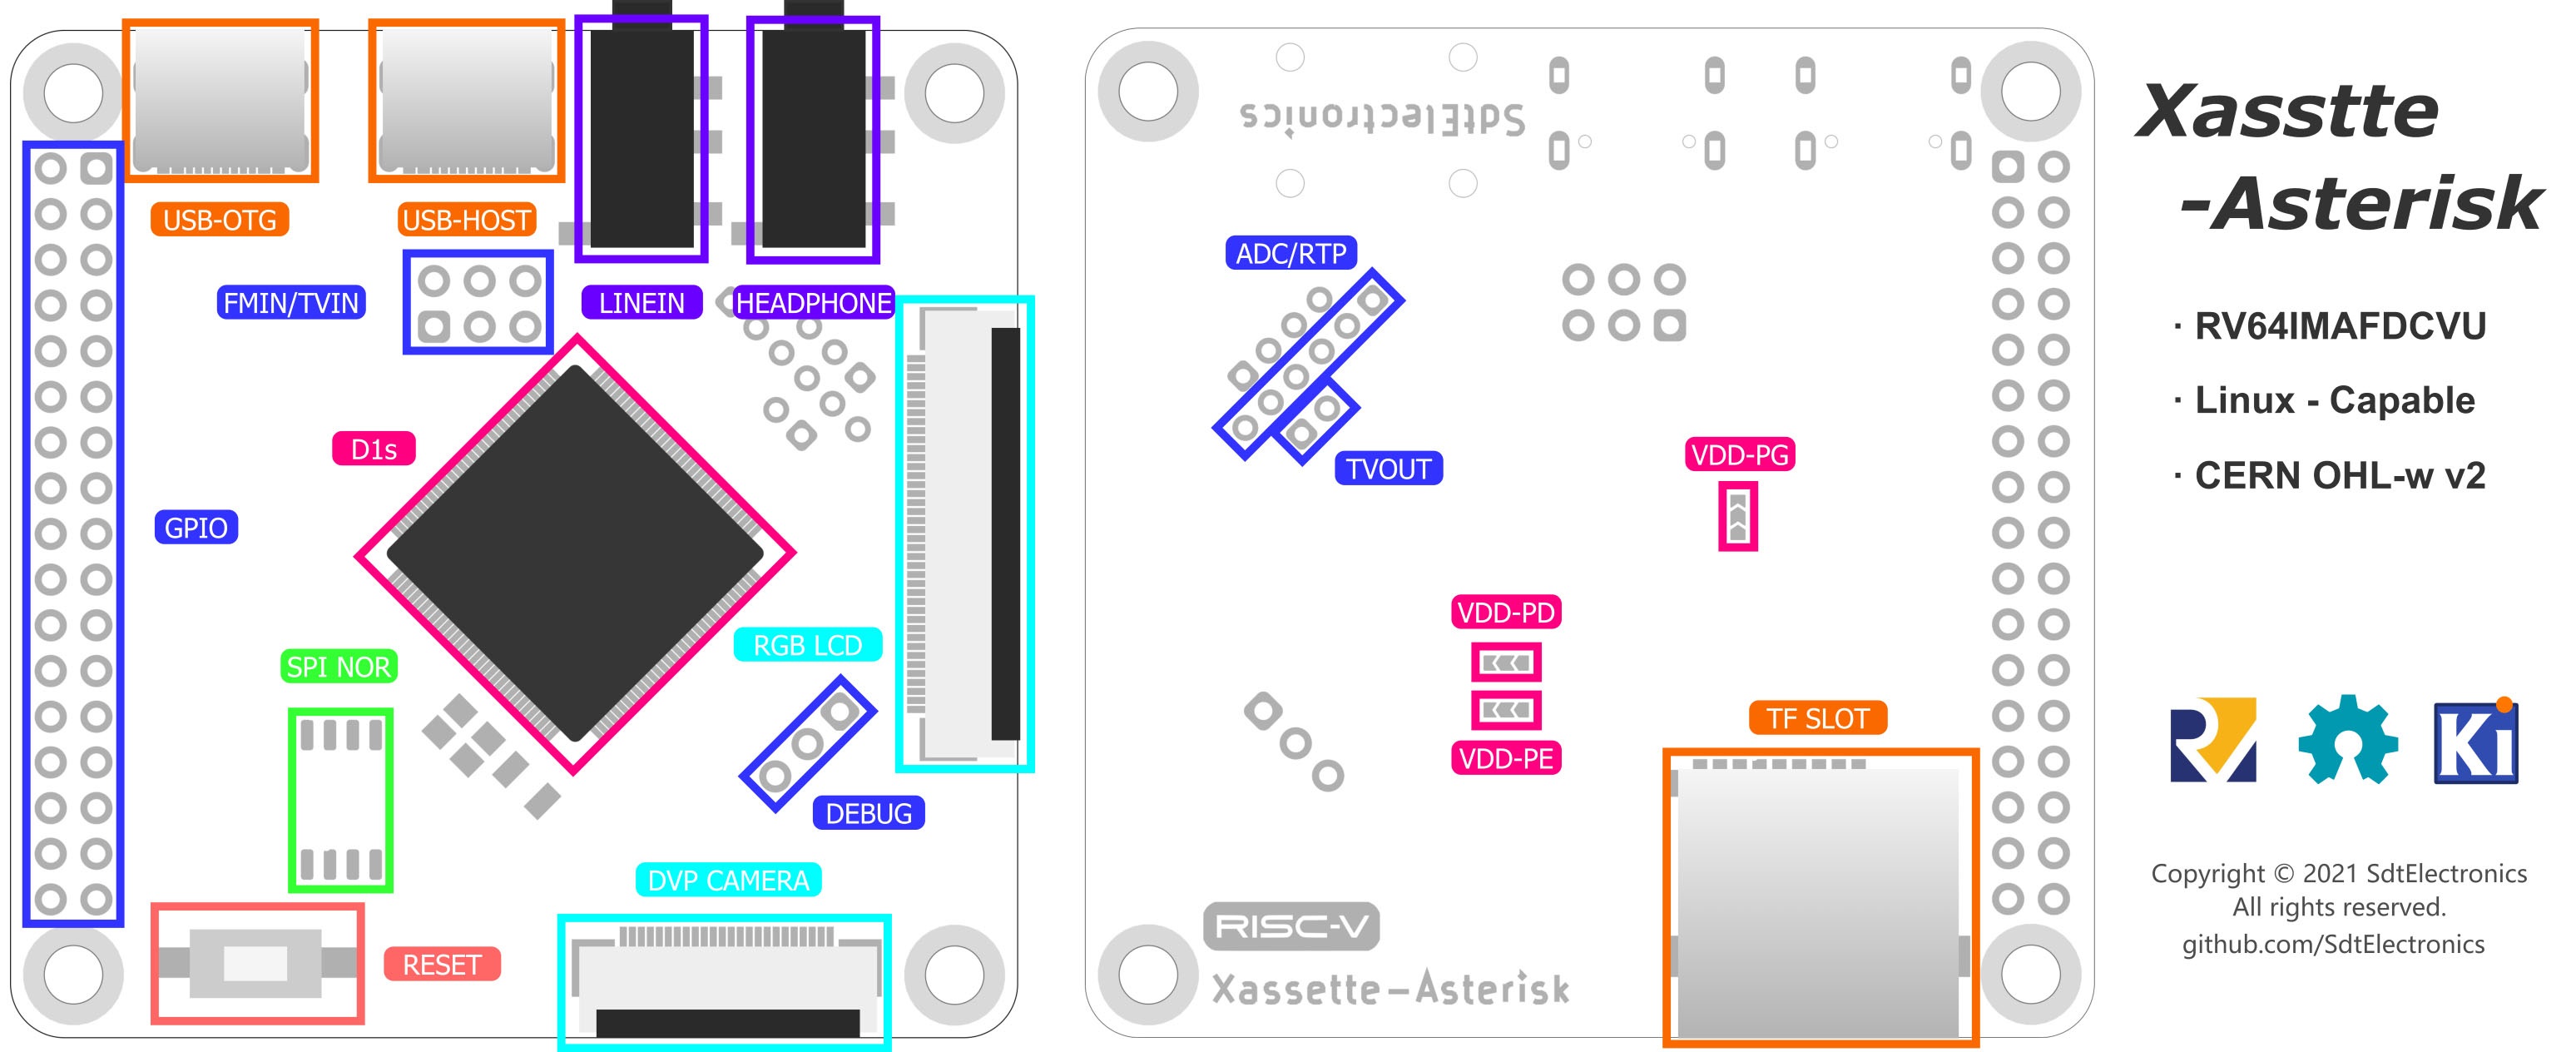 USB-OTG
USB-HOST
FMIN/TVIN
LINEIN
HEADPHONE
D1s
GPIO
SPI NOR
RGB LCD
DEBUG
DVP CAMERA
RESET
SdtElectronics
ADC/RTP
TVOUT
VDD-PG
VDD-PD
VDD-PE
TF SLOT
RISC-V
Xassette-Asterisk
Xasstte
-Asterisk
· RV64IMAFDCVU
· Linux - Capable
· CERN OHL-w v2
Ki
Copyright © 2021 SdtElectronics
All rights reserved.
github.com/SdtElectronics